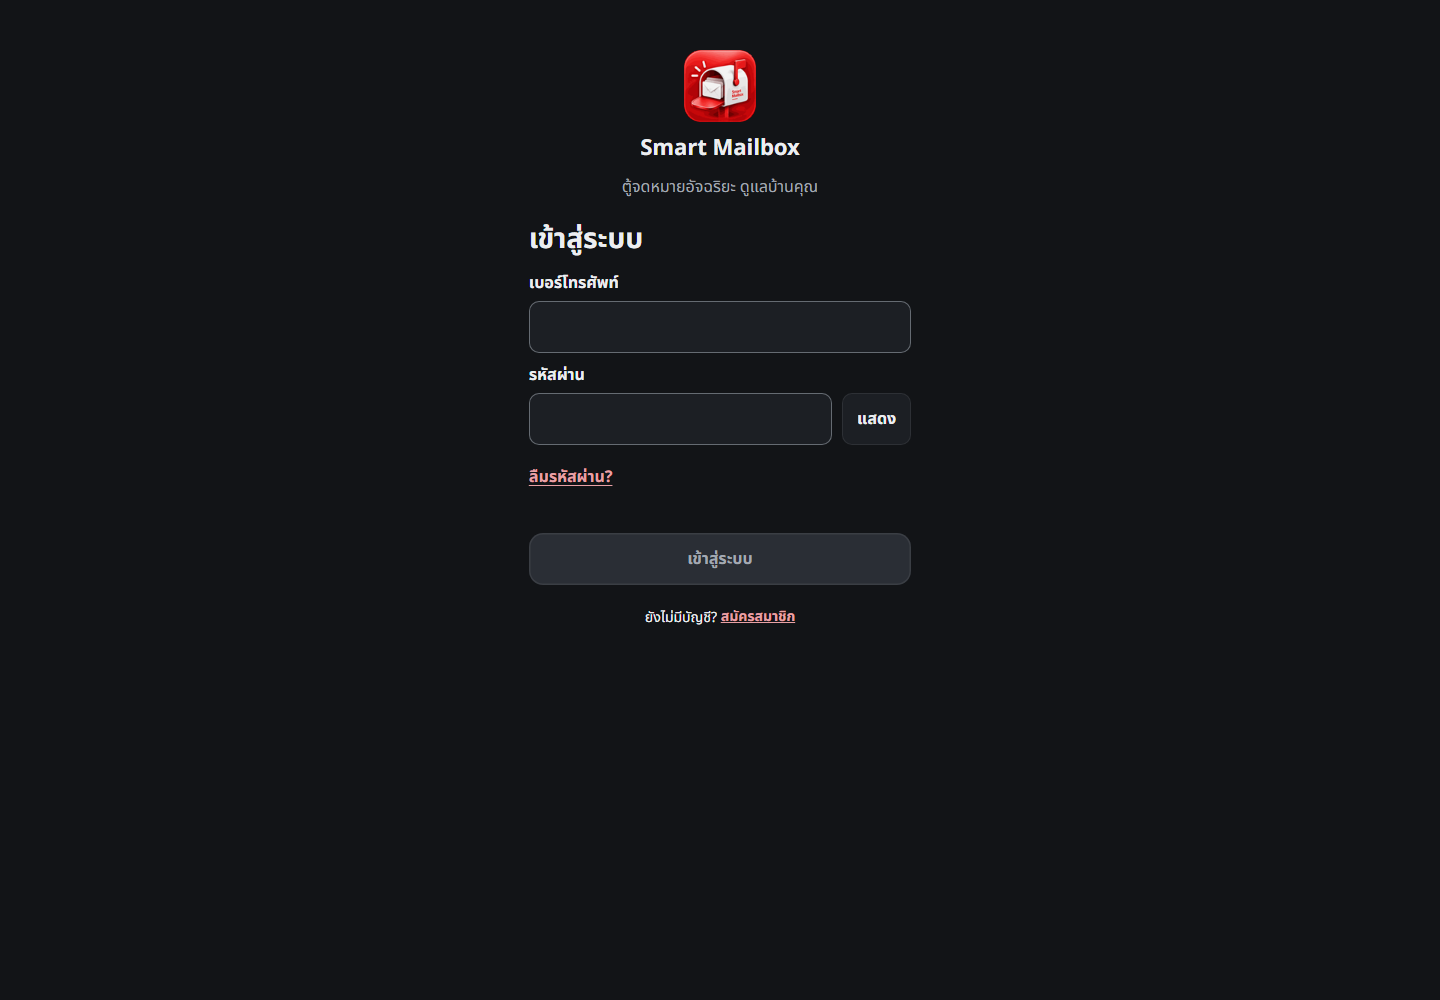 Smart Mailbox
ตู้จดหมายอัจฉริยะ ดูแลบ้านคุณ
เข้าสู่ระบบ
เบอร์โทรศัพท์
รหัสผ่าน
แสดง
ลืมรหัสผ่าน?
เข้าสู่ระบบ
ยังไม่มีบัญชี? สมัครสมาชิก